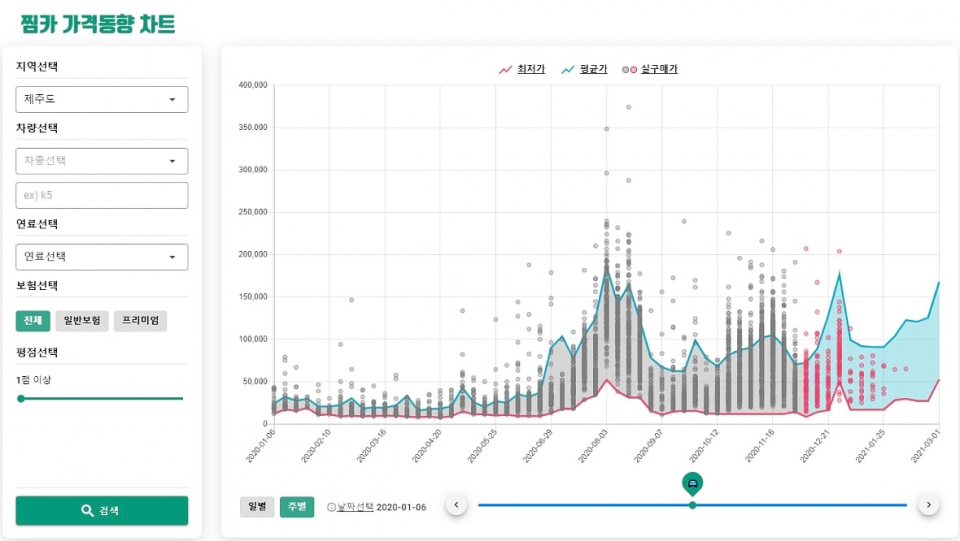 찜카 가격동향 차트
지역선택
제주도
차량선택
차종선택
ex) k5
연료선택
연료선택
보험선택
전체 일반보험 프리미엄
평점선택
1점 이상
검색
최저가 평균가 실구매가
400,000
350,000
300,000
250,000
200,000
150,000
100,000
50,000
0
2020-01-06 2020-02-10 2020-03-16 2020-04-20 2020-05-25 2020-06-29 2020-08-03 2020-09-07 2020-10-12 2020-11-16 2020-12-21 2021-01-25 2021-03-01
일별 주별 날짜선택 2020-01-06